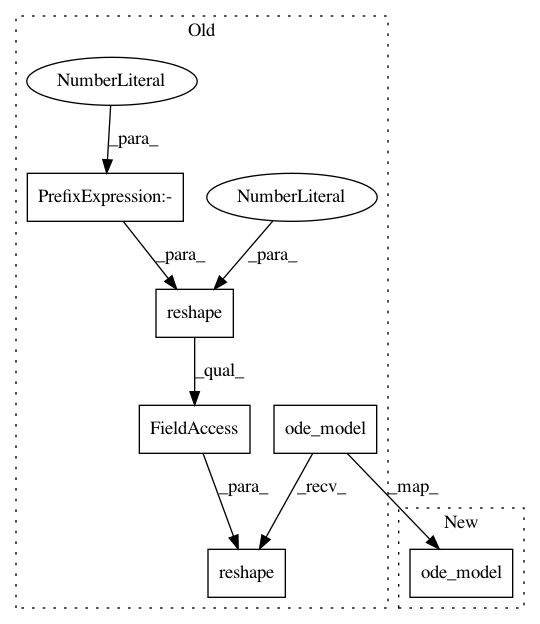 Old
NumberLiteral
_para_
PrefixExpression:-
NumberLiteral
_para_
_para_
reshape
_qual_
FieldAccess
ode_model
_para_
_recv_
_map_
New
reshape
ode_model